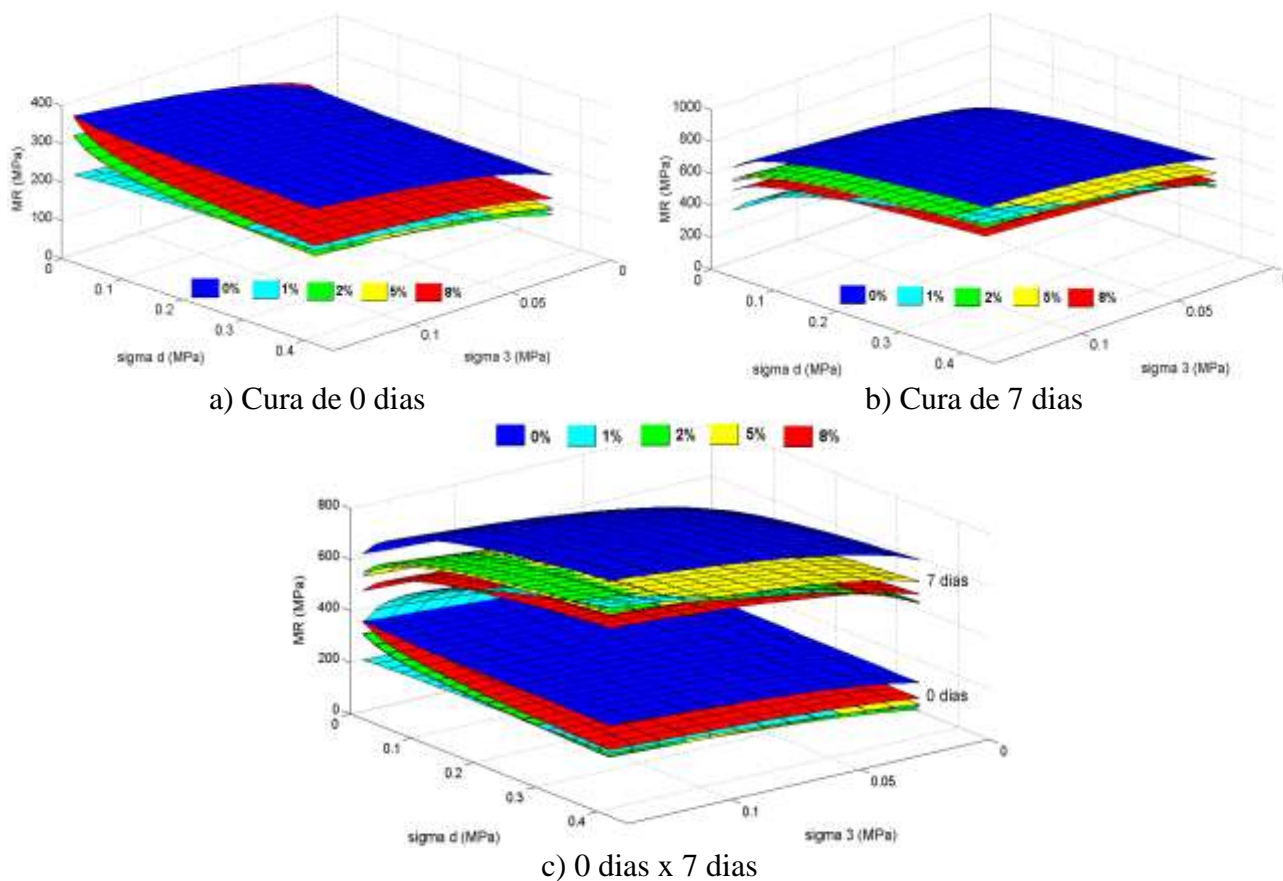 MR (MPa)
400
300
200
100
0
0
0.1
0.2
0.3
0.4
sigma d (MPa)
0
0.05
0.1
sigma 3 (MPa)
0% 1% 2% 5% 8%
a) Cura de 0 dias
MR (MPa)
1000
800
600
400
200
0
0
0.1
0.2
0.3
0.4
sigma d (MPa)
0.05
0.1
sigma 3 (MPa)
0% 1% 2% 5% 8%
b) Cura de 7 dias
0% 1% 2% 5% 8%
MR (MPa)
800
600
400
200
0
0
0.1
0.2
0.3
0.4
sigma d (MPa)
7 dias
0 dias
0
0.05
0.1
sigma 3 (MPa)
c) 0 dias x 7 dias